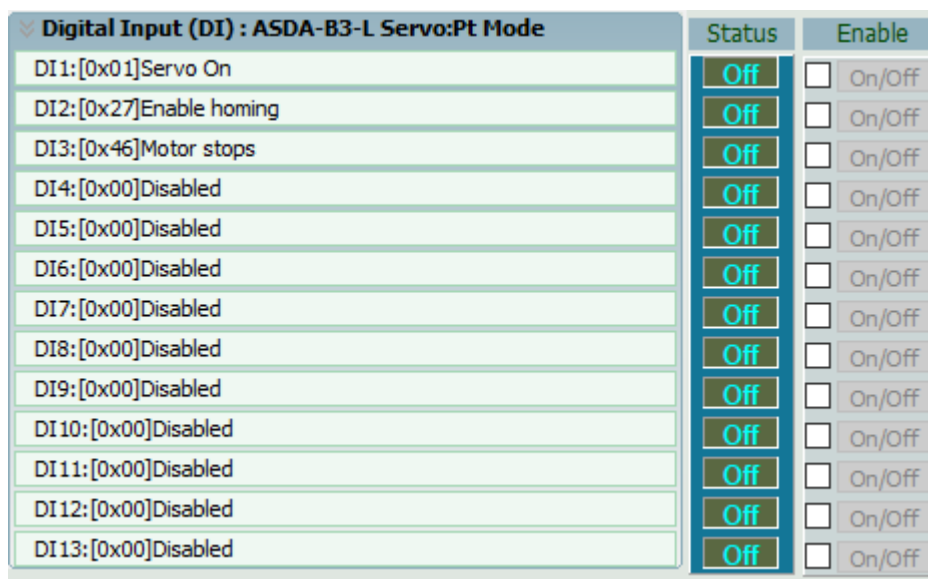 Digital Input (DI) : ASDA-B3-L Servo:Pt Mode Status Enable
DI1:[0x01]Servo On Off On/Off
DI2:[0x27]Enable homing Off On/Off
DI3:[0x46]Motor stops Off On/Off
DI4:[0x00]Disabled Off On/Off
DI5:[0x00]Disabled Off On/Off
DI6:[0x00]Disabled Off On/Off
DI7:[0x00]Disabled Off On/Off
DI8:[0x00]Disabled Off On/Off
DI9:[0x00]Disabled Off On/Off
DI10:[0x00]Disabled Off On/Off
DI11:[0x00]Disabled Off On/Off
DI12:[0x00]Disabled Off On/Off
DI13:[0x00]Disabled Off On/Off